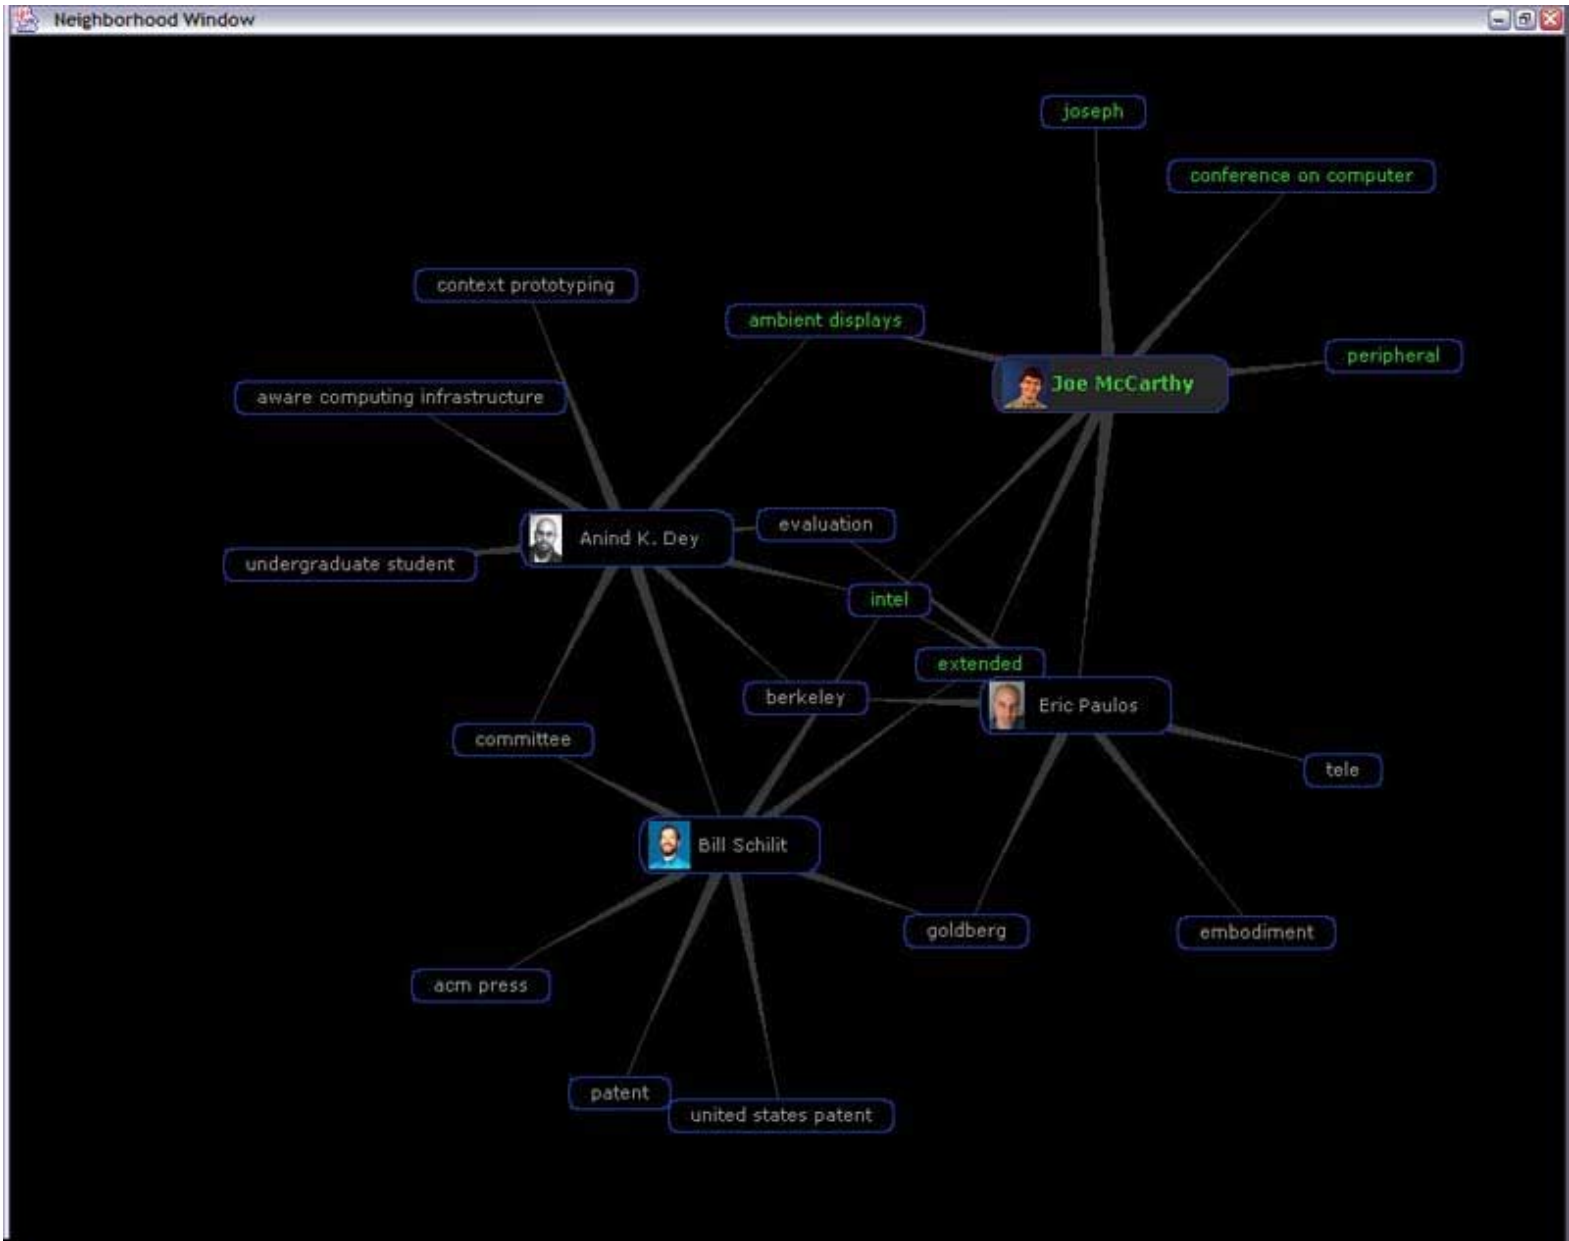 Neighborhood Window
joseph
conference on computer
context prototyping
ambient displays
peripheral
Joe McCarthy
aware computing infrastructure
evaluation
Anind K. Dey
undergraduate student
intel
extended
berkeley
Eric Paulos
committee
tele
Bill Schilit
goldberg
embodiment
acm press
patent
united states patent